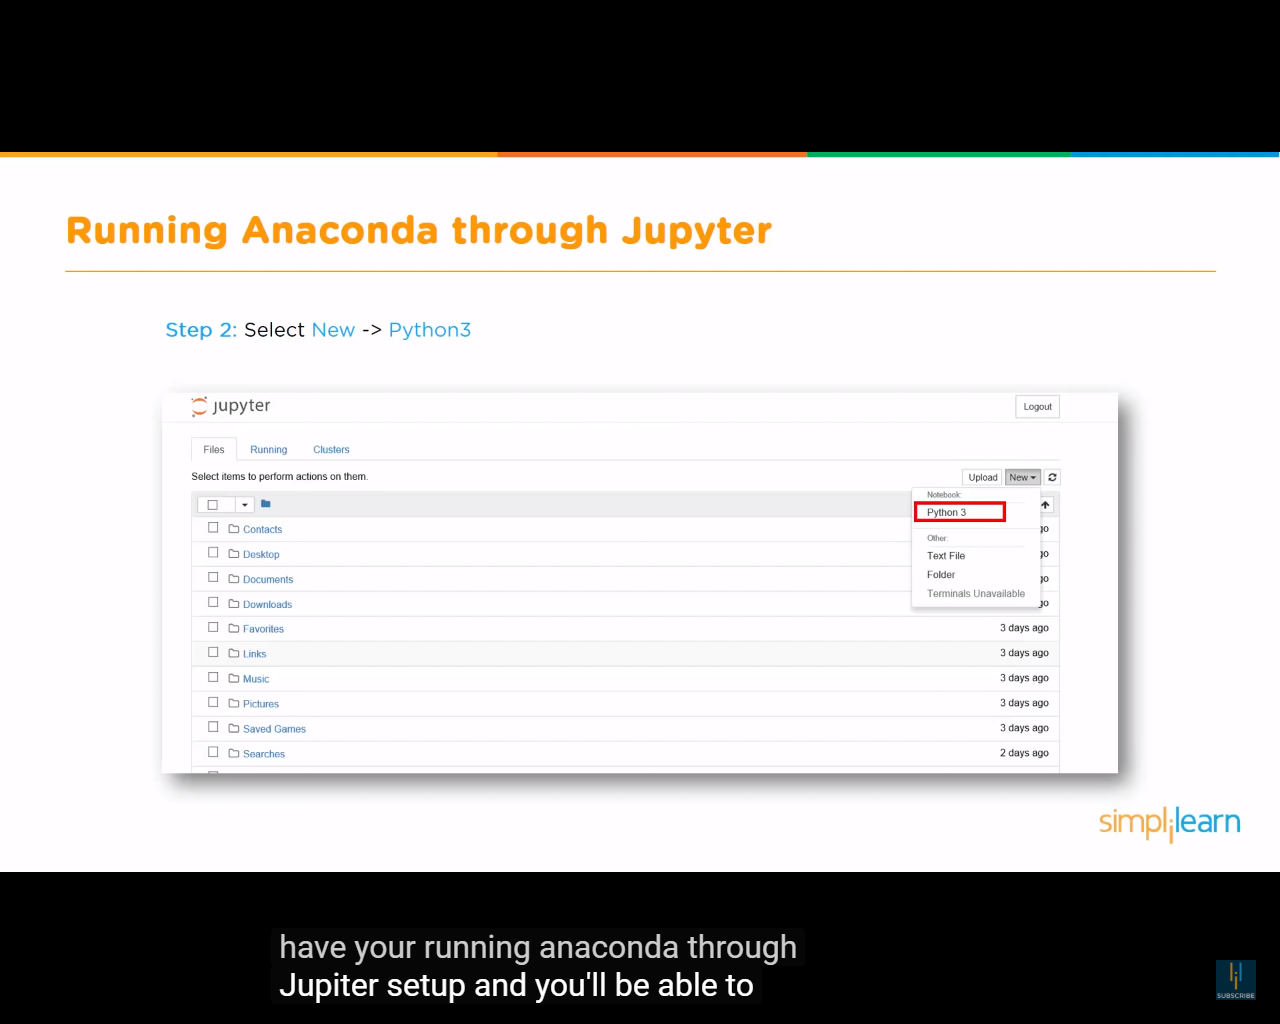 Running Anaconda through Jupyter
Step 2: Select New -> Python3
jupyter
Logout
Files Running Clusters
Select items to perform actions on them.
Upload New
Notebook:
Python 3
Other:
Text File
Folder
Terminals Unavailable
Contacts go
Desktop go
Documents go
Downloads go
Favorites 3 days ago
Links 3 days ago
Music 3 days ago
Pictures 3 days ago
Saved Games 3 days ago
Searches 2 days ago
simplilearn
have your running anaconda through
Jupiter setup and you'll be able to
SUBSCRIBE